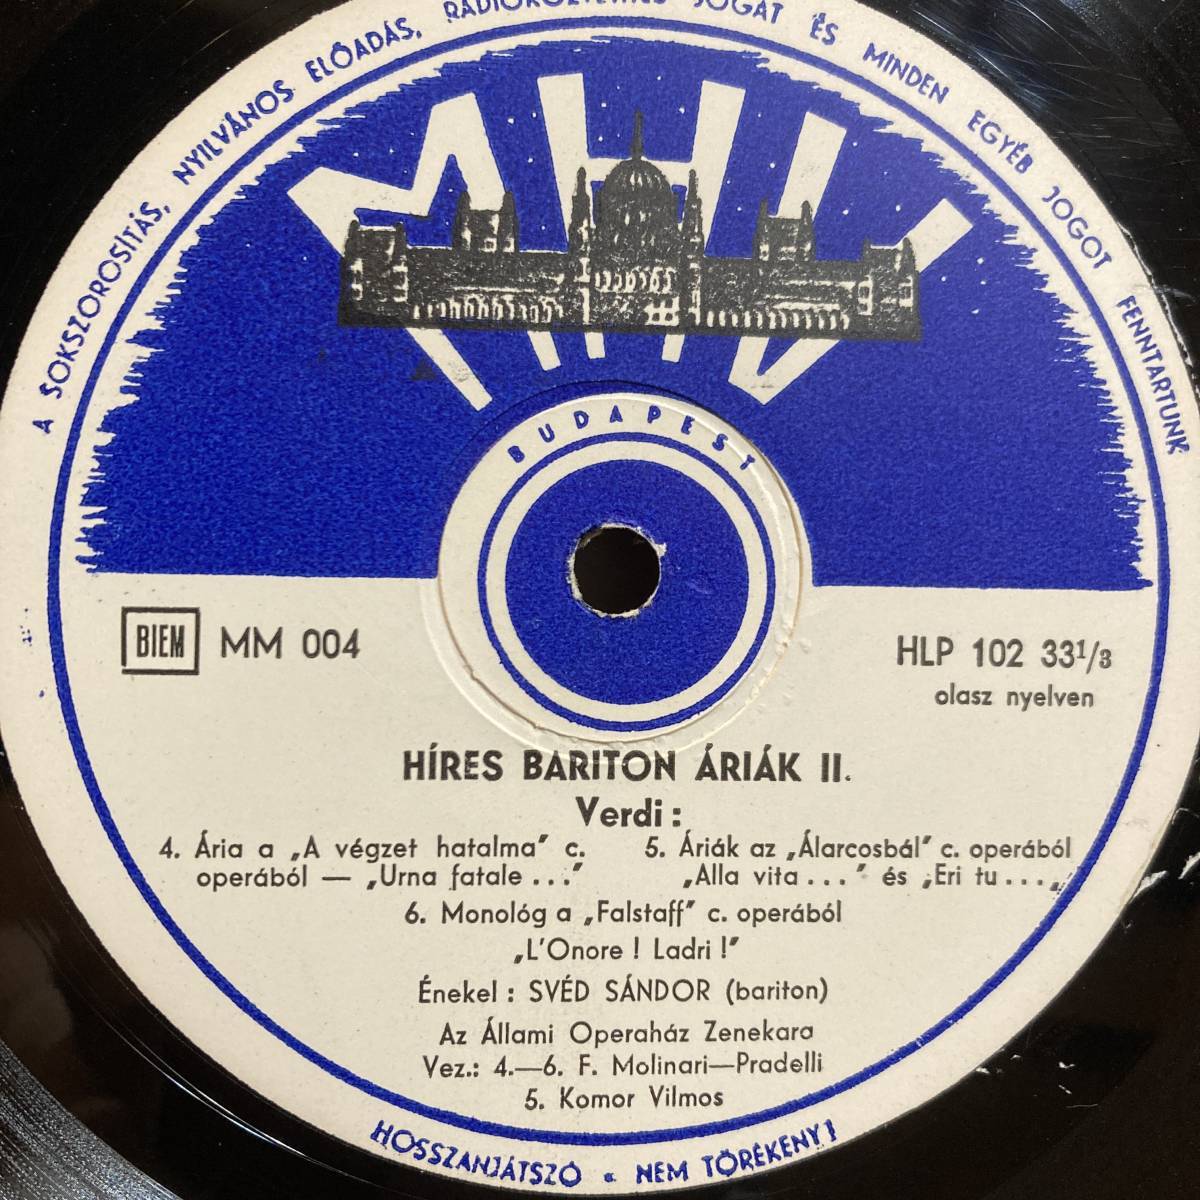 A SOKSZOROSÍTÁS, NYILVÁNOS ELŐADÁS, RÁDIÓKÖZVETÍTÉS JOGÁT ÉS MINDEN EGYÉB JOGOT FENNTARTUNK
MHV
BUDAPEST
BIEM MM 004
HLP 102 33 1/3
olasz nyelven
HÍRES BARITON ÁRIÁK II.
Verdi :
4. Ária a „A végzet hatalma” c.
operából — „Urna fatale . . .”
5. Áriák az „Álarcosbál” c. operából
„Alla vita . . . ” és „Eri tu . . . „
6. Monológ a „Falstaff” c. operából
„L'Onore ! Ladri !”
Énekel : SVÉD SÁNDOR (bariton)
Az Állami Operaház Zenekara
Vez.: 4.—6. F. Molinari—Pradelli
5. Komor Vilmos
HOSSZANJÁTSZÓ • NEM TÖRÉKENY !